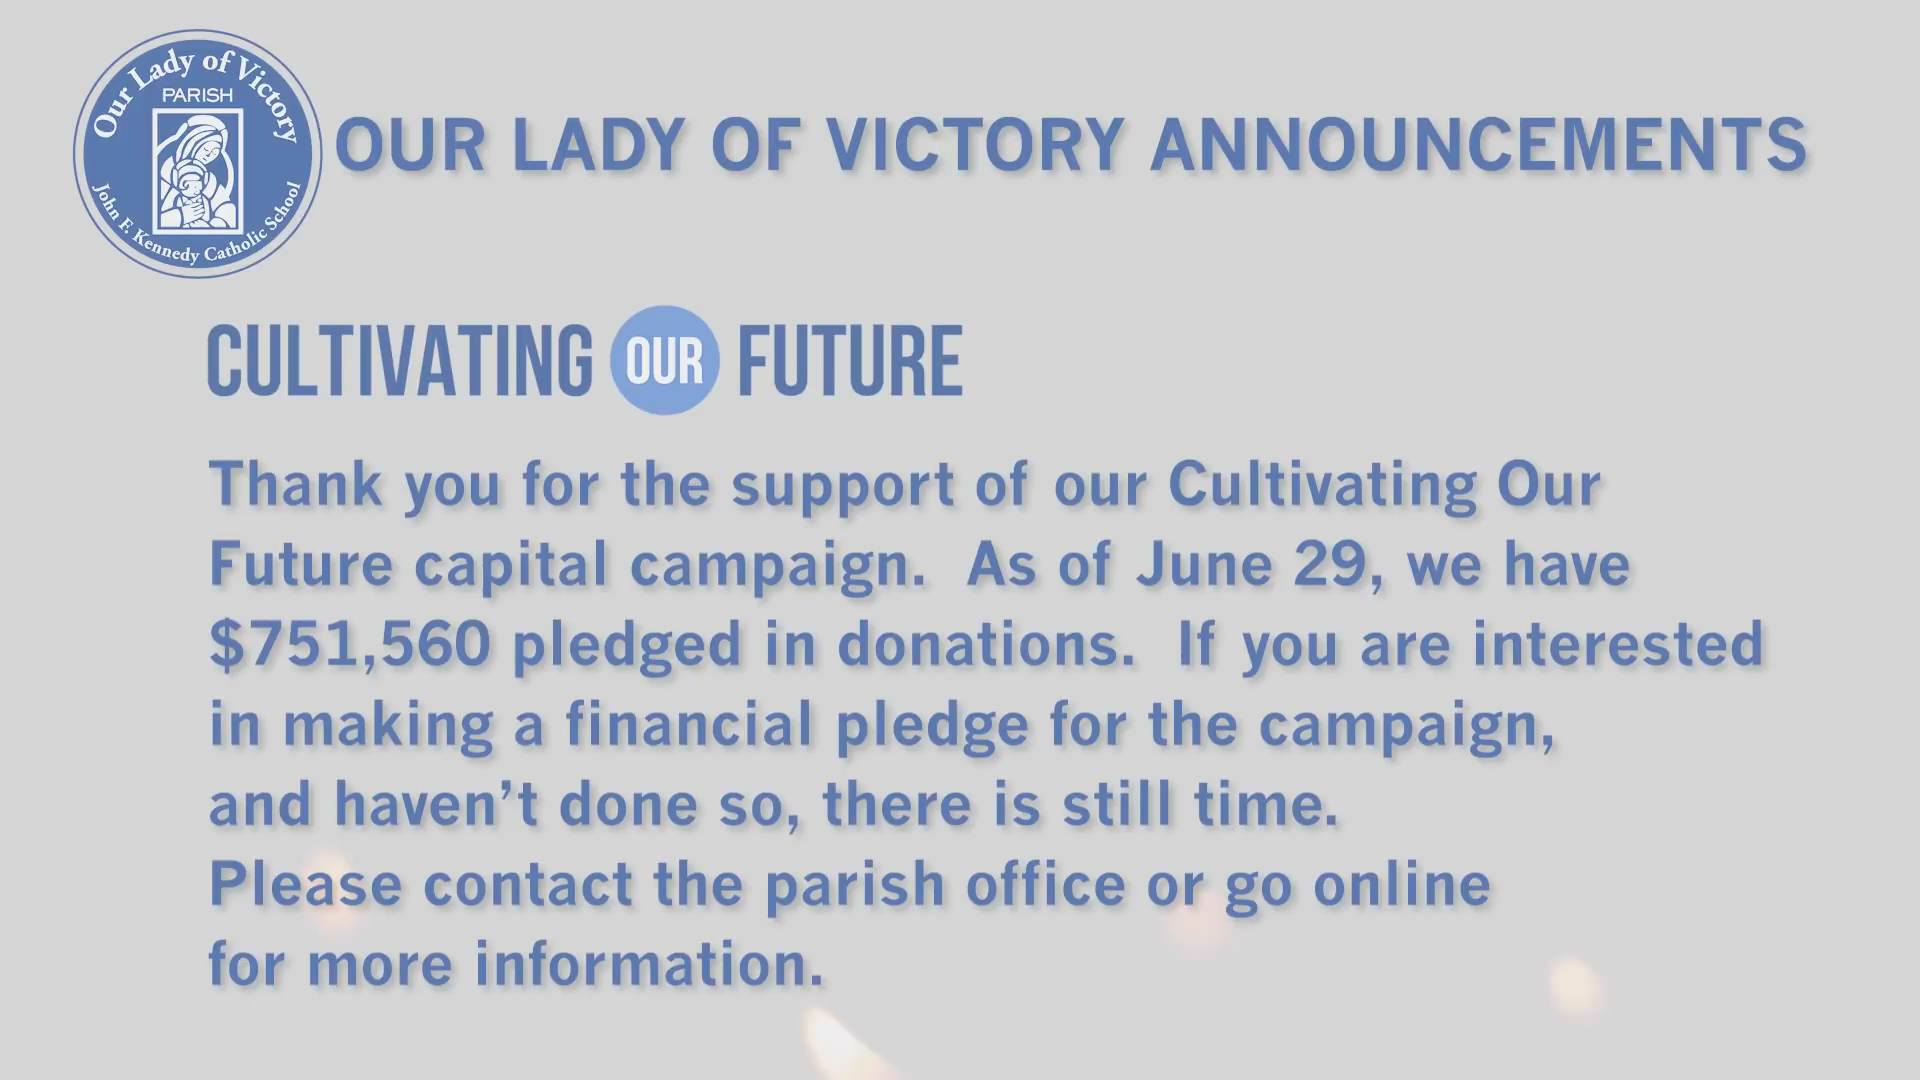 Our Lady of Victory
PARISH
John F. Kennedy Catholic School
OUR LADY OF VICTORY ANNOUNCEMENTS
CULTIVATING OUR FUTURE
Thank you for the support of our Cultivating Our
Future capital campaign.  As of June 29, we have
$751,560 pledged in donations.  If you are interested
in making a financial pledge for the campaign,
and haven’t done so, there is still time.
Please contact the parish office or go online
for more information.